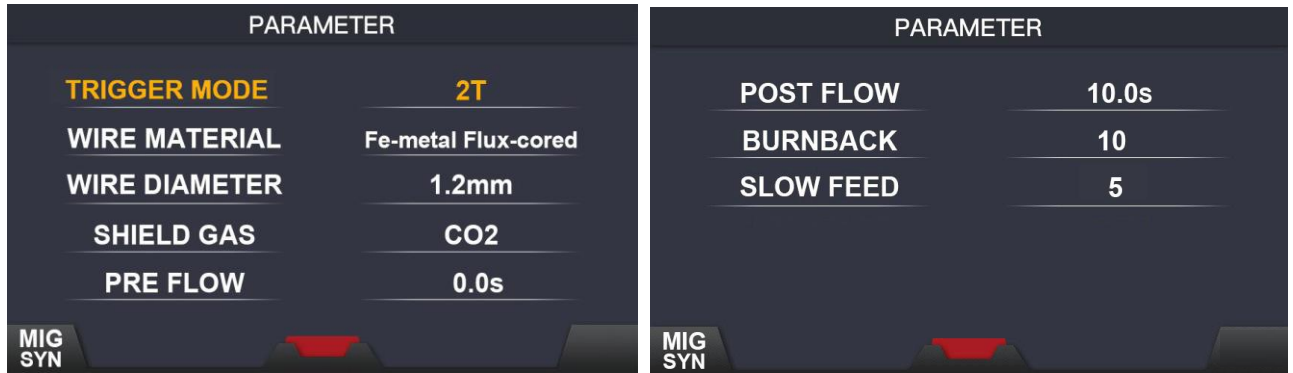 PARAMETER
TRIGGER MODE 2T
WIRE MATERIAL Fe-metal Flux-cored
WIRE DIAMETER 1.2mm
SHIELD GAS CO2
PRE FLOW 0.0s
MIG
SYN
PARAMETER
POST FLOW 10.0s
BURNBACK 10
SLOW FEED 5
MIG
SYN